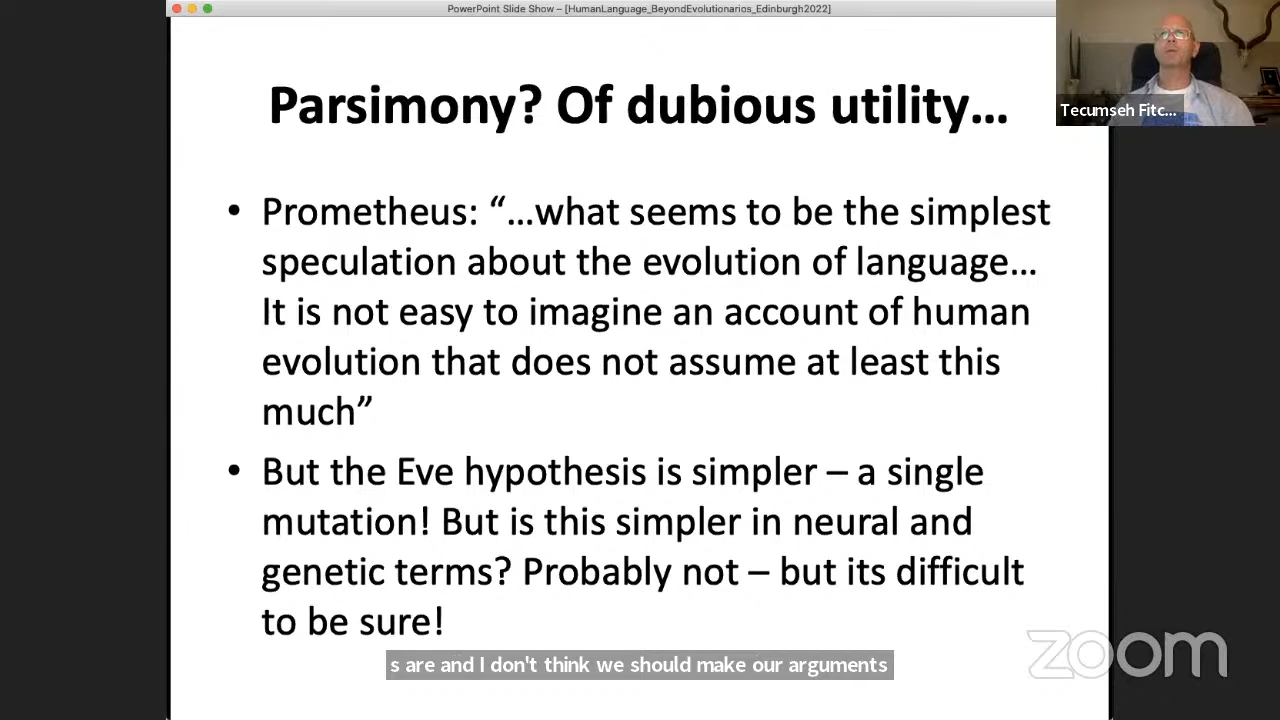 PowerPoint Slide Show – [HumanLanguage_BeyondEvolutionarios_Edinburgh2022]
Parsimony? Of dubious utility…
Tecumseh Fitc...
• Prometheus: “…what seems to be the simplest
speculation about the evolution of language…
It is not easy to imagine an account of human
evolution that does not assume at least this
much”
• But the Eve hypothesis is simpler – a single
mutation! But is this simpler in neural and
genetic terms? Probably not – but its difficult
to be sure!
s are and I don't think we should make our arguments
zoom